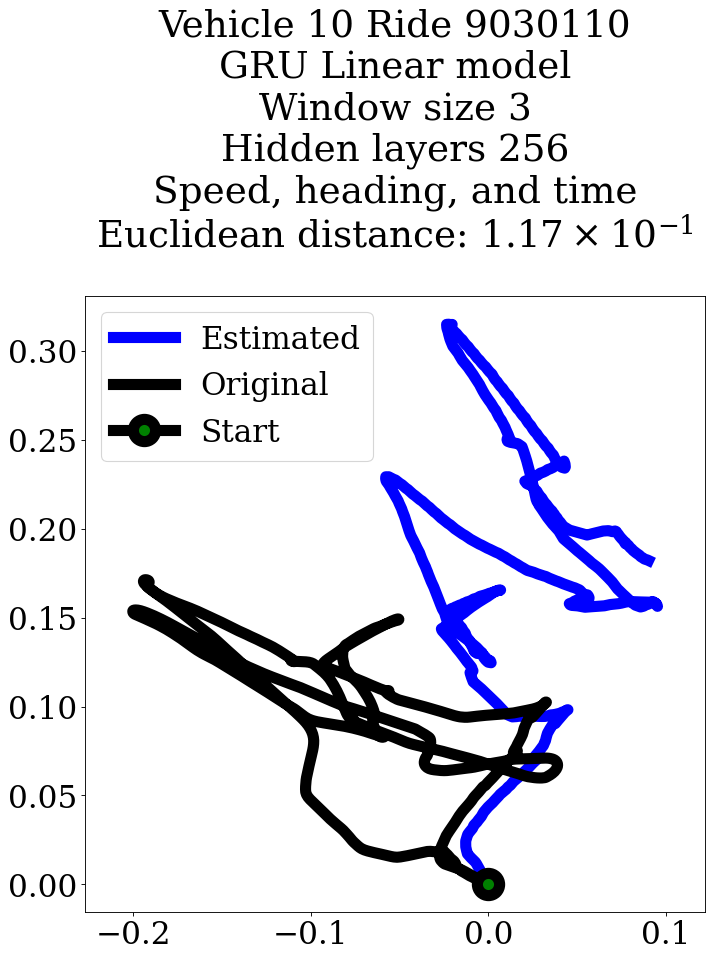 Vehicle 10 Ride 9030110
GRU Linear model
Window size 3
Hidden layers 256
Speed, heading, and time
Euclidean distance: 1.17 × 10⁻¹
Estimated
Original
Start
0.30
0.25
0.20
0.15
0.10
0.05
0.00
−0.2 −0.1 0.0 0.1